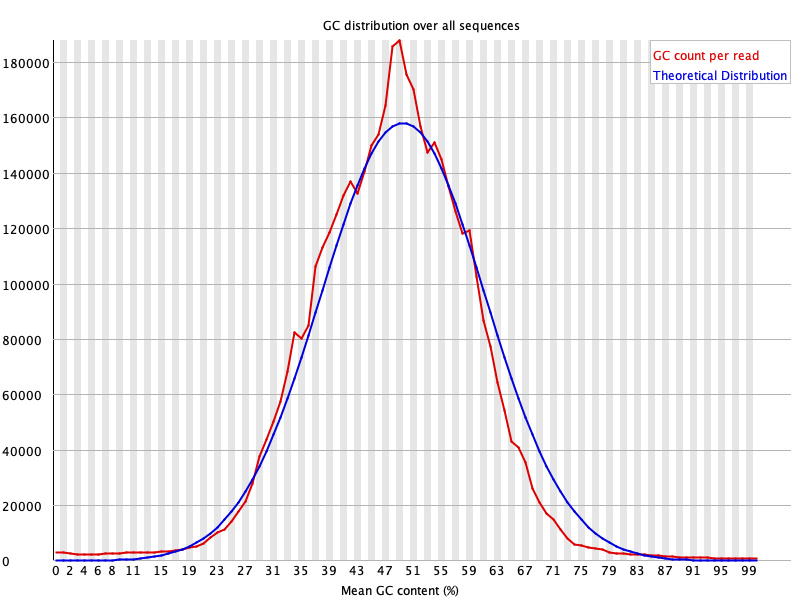 GC distribution over all sequences
GC count per read
Theoretical Distribution
180000
160000
140000
120000
100000
80000
60000
40000
20000
0
0 2 4 6 8 11 15 19 23 27 31 35 39 43 47 51 55 59 63 67 71 75 79 83 87 91 95 99
Mean GC content (%)